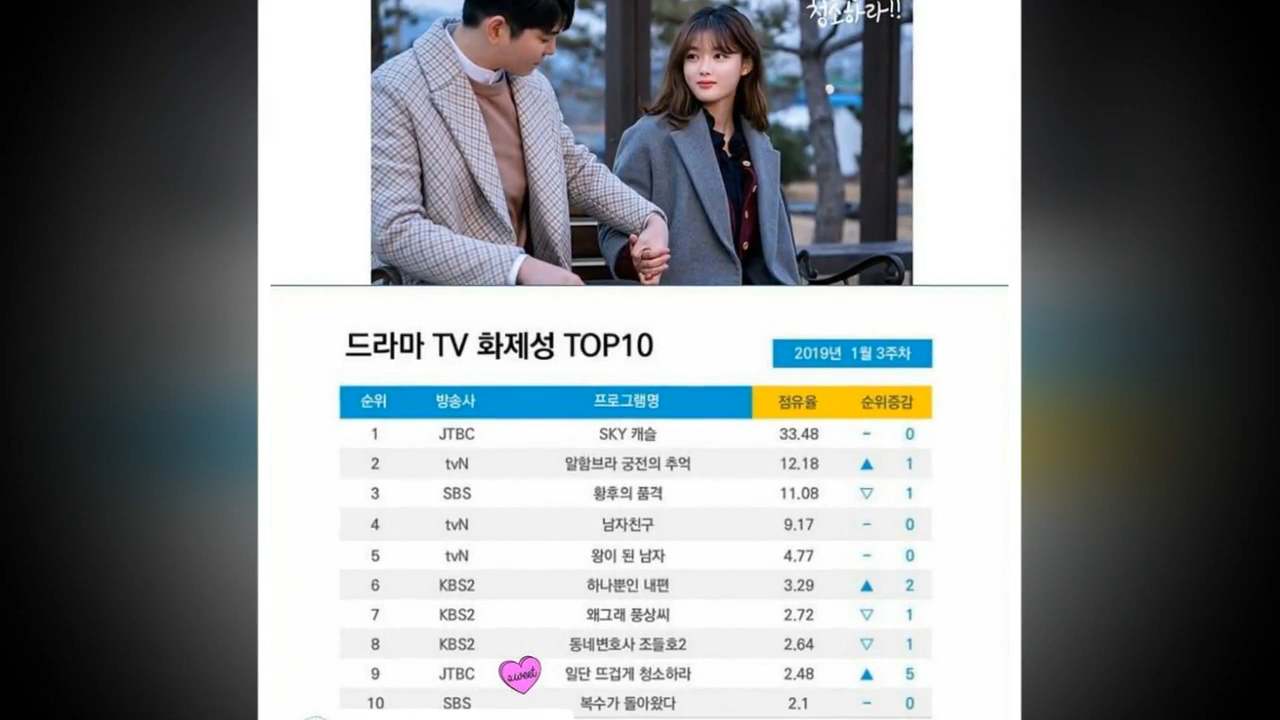 청소하라!!
드라마 TV 화제성 TOP10
2019년 1월 3주차
순위 방송사 프로그램명 점유율 순위증감
1 JTBC SKY 캐슬 33.48 - 0
2 tvN 알함브라 궁전의 추억 12.18 ▲ 1
3 SBS 황후의 품격 11.08 ▽ 1
4 tvN 남자친구 9.17 - 0
5 tvN 왕이 된 남자 4.77 - 0
6 KBS2 하나뿐인 내편 3.29 ▲ 2
7 KBS2 왜그래 풍상씨 2.72 ▽ 1
8 KBS2 동네변호사 조들호2 2.64 ▽ 1
9 JTBC sweet 일단 뜨겁게 청소하라 2.48 ▲ 5
10 SBS 복수가 돌아왔다 2.1 - 0